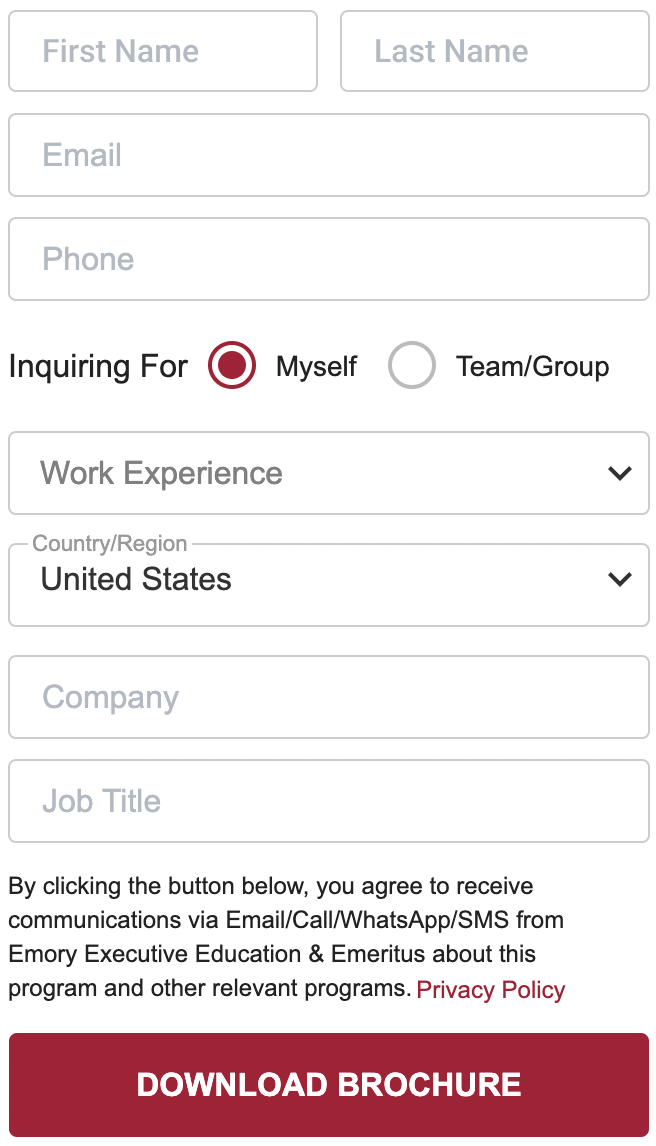 First Name Last Name
Email
Phone
Inquiring For Myself Team/Group
Work Experience
Country/Region
United States
Company
Job Title
By clicking the button below, you agree to receive
communications via Email/Call/WhatsApp/SMS from
Emory Executive Education & Emeritus about this
program and other relevant programs. Privacy Policy
DOWNLOAD BROCHURE